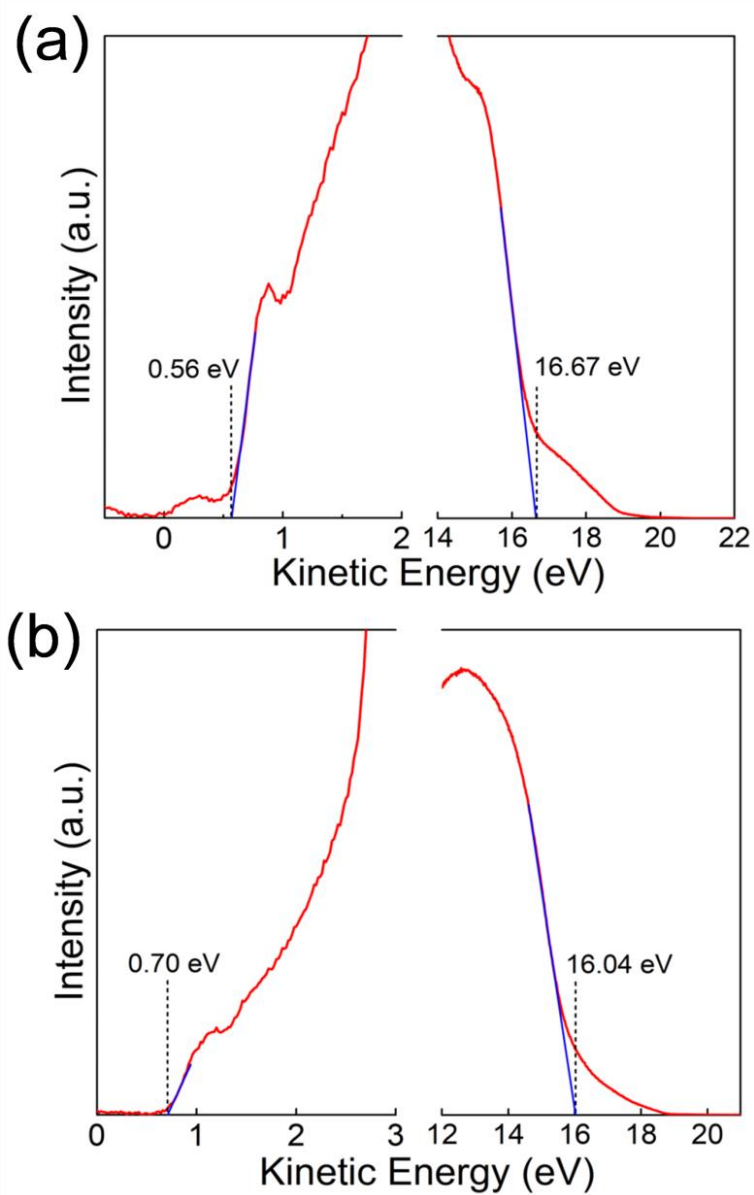 (a)
Intensity (a.u.)
0.56 eV
16.67 eV
0 1 2 14 16 18 20 22
Kinetic Energy (eV)
(b)
Intensity (a.u.)
0.70 eV
16.04 eV
0 1 2 3 12 14 16 18 20
Kinetic Energy (eV)